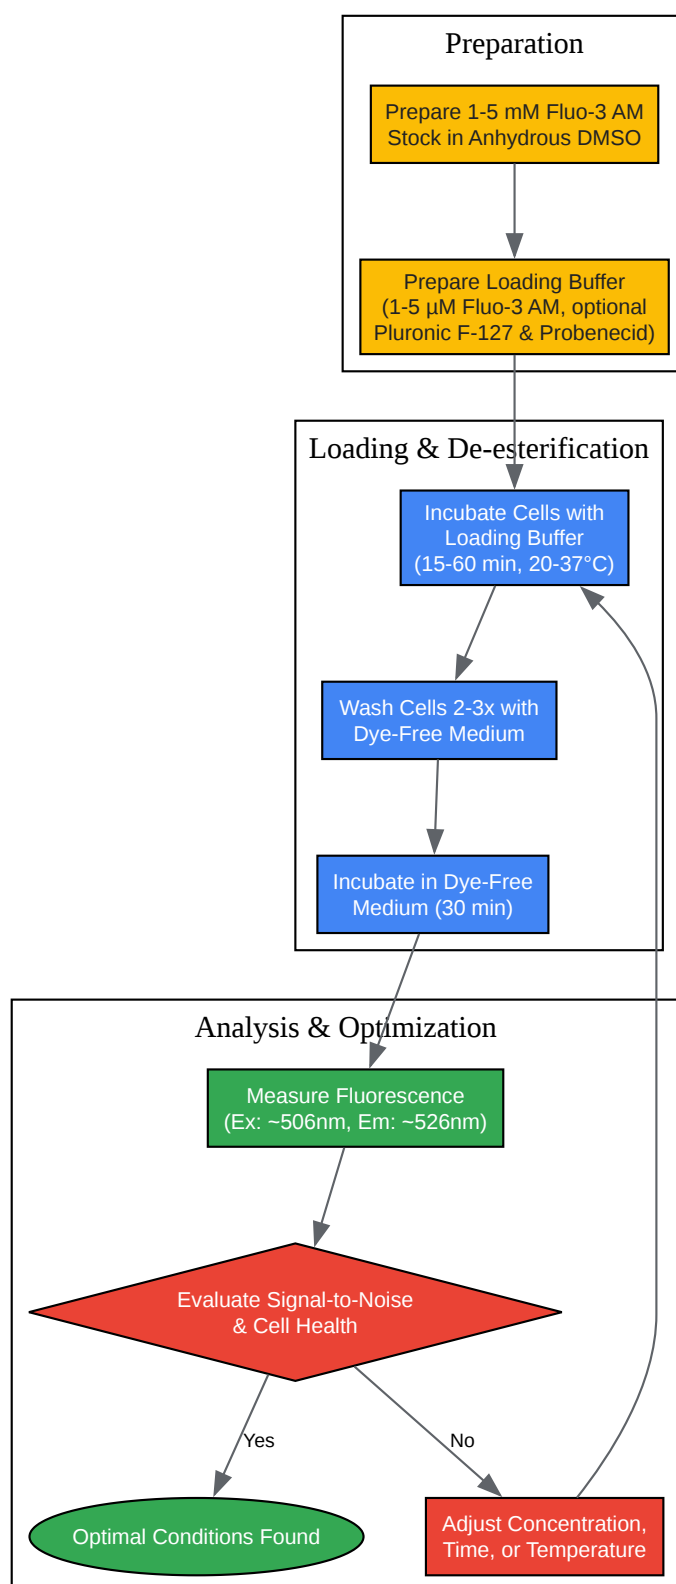 Preparation
Prepare 1-5 mM Fluo-3 AM
Stock in Anhydrous DMSO
Prepare Loading Buffer
(1-5 µM Fluo-3 AM, optional
Pluronic F-127 & Probenecid)
Loading & De-esterification
Incubate Cells with
Loading Buffer
(15-60 min, 20-37°C)
Wash Cells 2-3x with
Dye-Free Medium
Incubate in Dye-Free
Medium (30 min)
Analysis & Optimization
Measure Fluorescence
(Ex: ~506nm, Em: ~526nm)
Evaluate Signal-to-Noise
& Cell Health
Yes
No
Optimal Conditions Found
Adjust Concentration,
Time, or Temperature